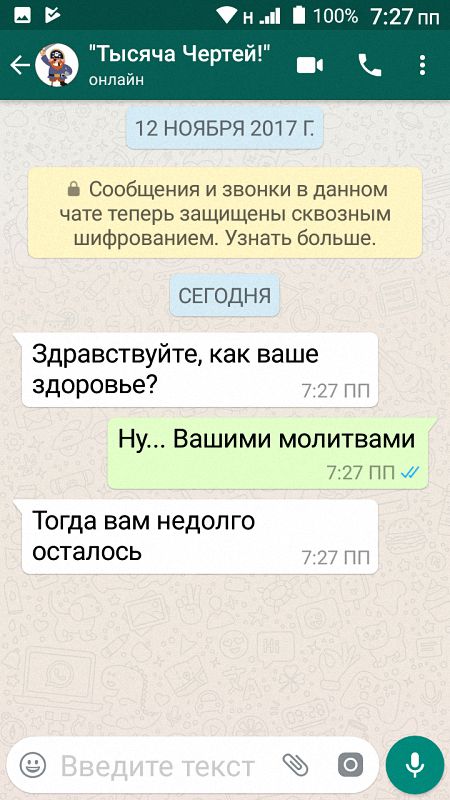 H 100% 7:27 пп
"Тысяча Чертей!"
онлайн
12 НОЯБРЯ 2017 Г.
Сообщения и звонки в данном
чате теперь защищены сквозным
шифрованием. Узнать больше.
СЕГОДНЯ
Здравствуйте, как ваше
здоровье?
7:27 ПП
Ну... Вашими молитвами
7:27 ПП
Тогда вам недолго
осталось
7:27 ПП
Введите текст